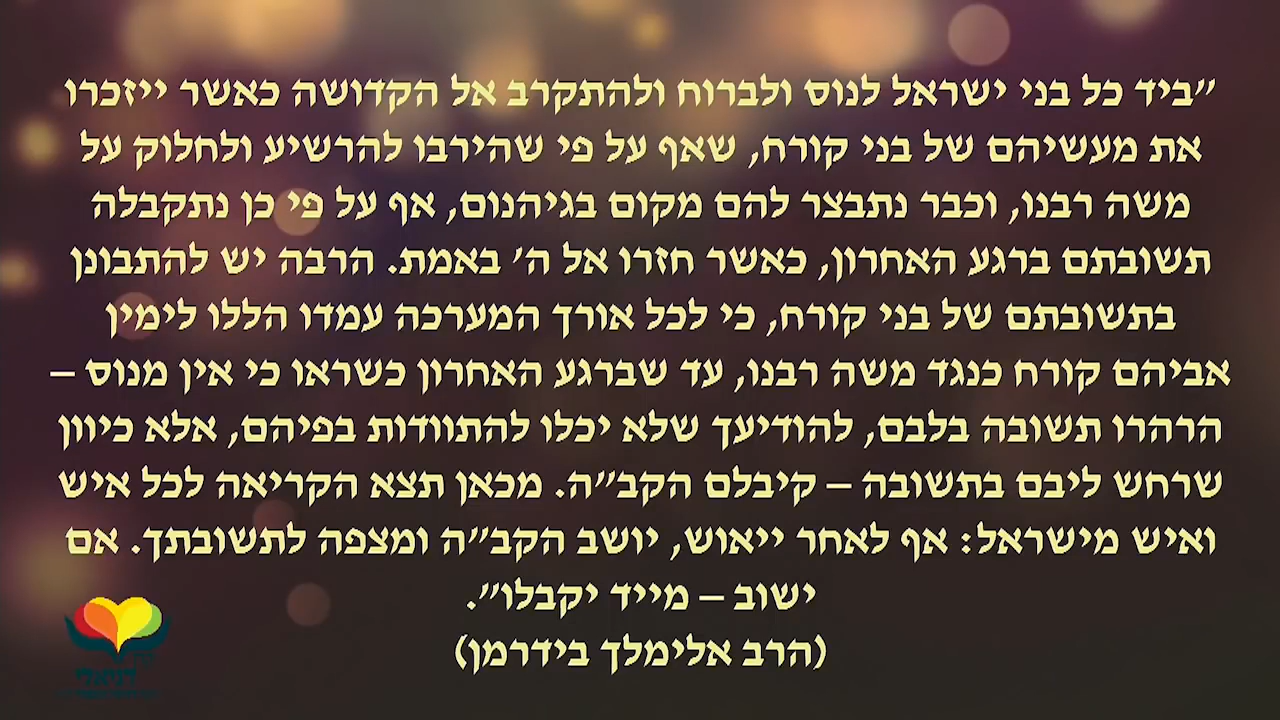 ״ביד כל בני ישראל לנוס ולברוח ולהתקרב אל הקדושה כאשר ייזכרו
את מעשיהם של בני קורח, שאף על פי שהירבו להרשיע ולחלוק על
משה רבנו, וכבר נתבצר להם מקום בגיהנום, אף על פי כן נתקבלה
תשובתם ברגע האחרון, כאשר חזרו אל ה׳ באמת. הרבה יש להתבונן
בתשובתם של בני קורח, כי לכל אורך המערכה עמדו הללו לימין
אביהם קורח כנגד משה רבנו, עד שברגע האחרון כשראו כי אין מנוס –
הרהרו תשובה בלבם, להודיעך שלא יכלו להתוודות בפיהם, אלא כיוון
שרחש ליבם בתשובה – קיבלם הקב״ה. מכאן תצא הקריאה לכל איש
ואיש מישראל: אף לאחר ייאוש, יושב הקב״ה ומצפה לתשובתך. אם
ישוב – מייד יקבלו״.
(הרב אלימלך בידרמן)